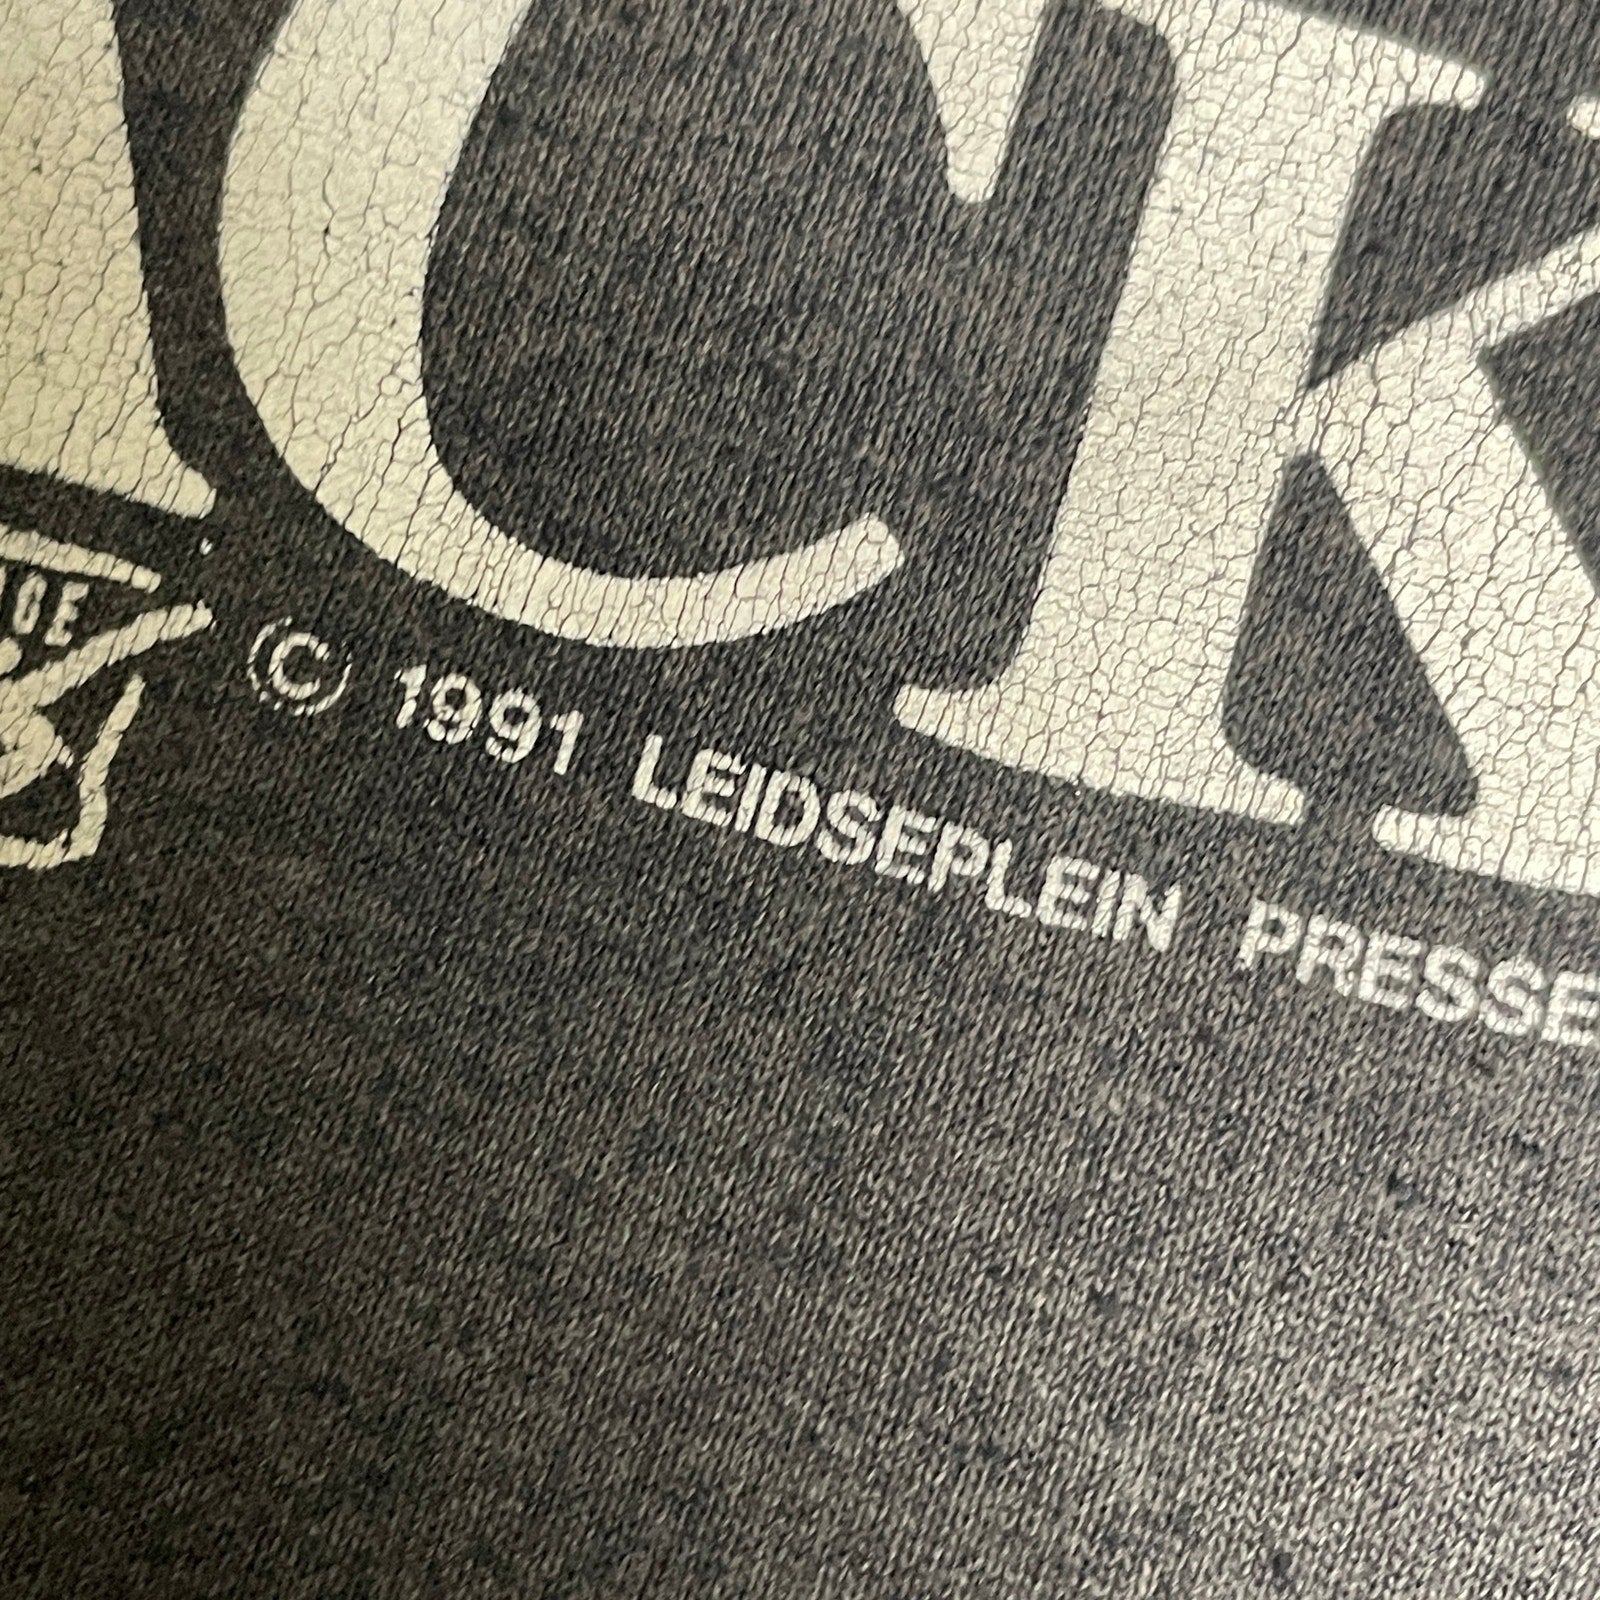 CK
© 1991 LEIDSEPLEIN PRESSE